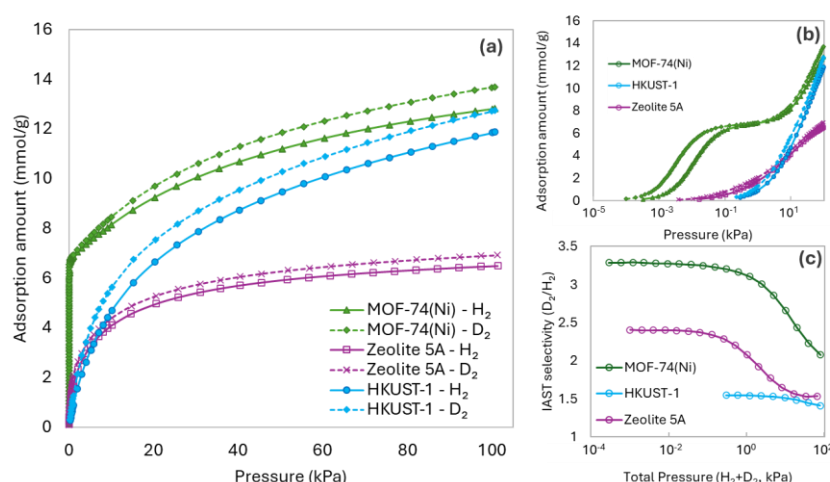 (a)
Adsorption amount (mmol/g)
16
14
12
10
8
6
4
2
0
0
20
40
60
80
100
Pressure (kPa)
MOF-74(Ni) - H₂
MOF-74(Ni) - D₂
Zeolite 5A - H₂
Zeolite 5A - D₂
HKUST-1 - H₂
HKUST-1 - D₂
(b)
Adsorption amount (mmol/g)
16
14
12
10
8
6
4
2
0
MOF-74(Ni)
HKUST-1
Zeolite 5A
10⁻⁵
10⁻³
10⁻¹
10¹
Pressure (kPa)
(c)
IAST selectivity (D₂/H₂)
3.5
3
2.5
2
1.5
1
MOF-74(Ni)
HKUST-1
Zeolite 5A
10⁻⁴
10⁻²
10⁰
10²
Total Pressure (H₂+D₂, kPa)